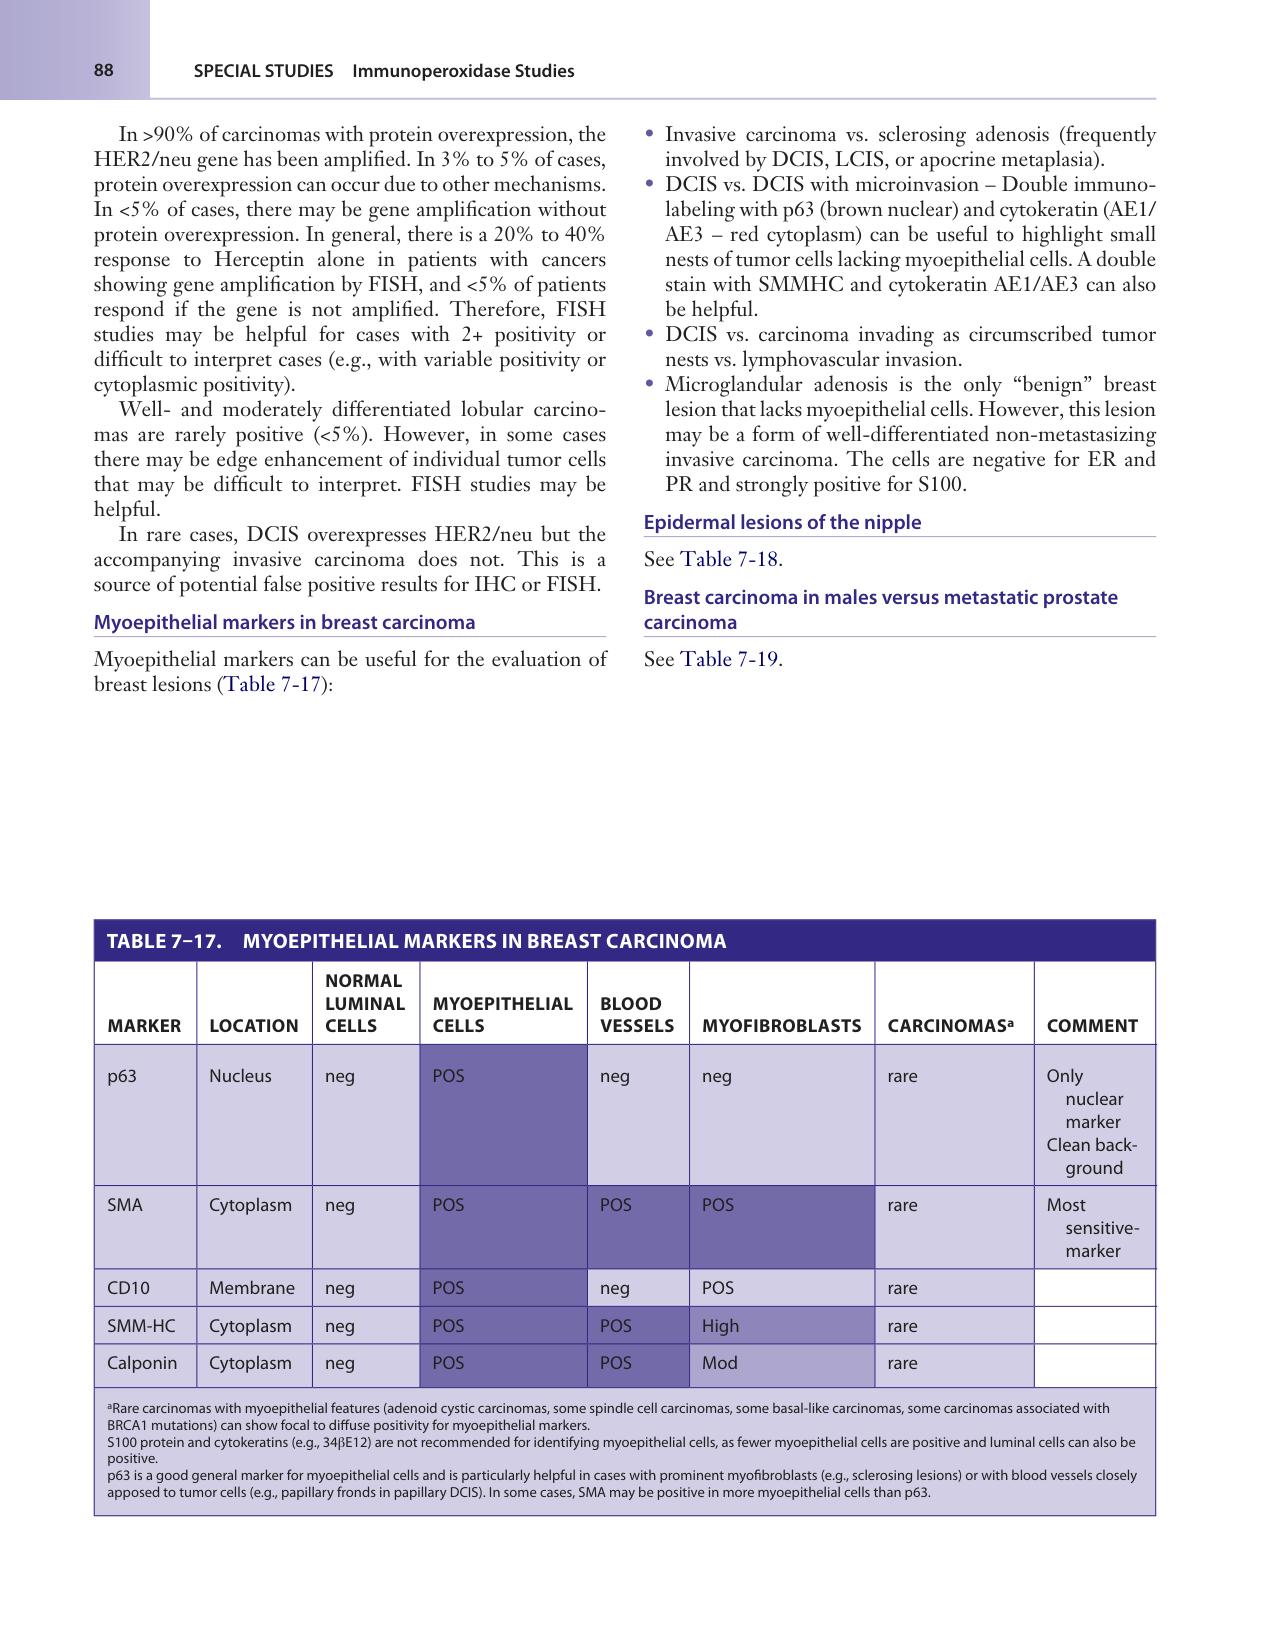 88 SPECIAL STUDIES Immunoperoxidase Studies
In >90% of carcinomas with protein overexpression, the
HER2/neu gene has been amplified. In 3% to 5% of cases,
protein overexpression can occur due to other mechanisms.
In <5% of cases, there may be gene amplification without
protein overexpression. In general, there is a 20% to 40%
response to Herceptin alone in patients with cancers
showing gene amplification by FISH, and <5% of patients
respond if the gene is not amplified. Therefore, FISH
studies may be helpful for cases with 2+ positivity or
difficult to interpret cases (e.g., with variable positivity or
cytoplasmic positivity).
Well- and moderately differentiated lobular carcino-
mas are rarely positive (<5%). However, in some cases
there may be edge enhancement of individual tumor cells
that may be difficult to interpret. FISH studies may be
helpful.
In rare cases, DCIS overexpresses HER2/neu but the
accompanying invasive carcinoma does not. This is a
source of potential false positive results for IHC or FISH.
Myoepithelial markers in breast carcinoma
Myoepithelial markers can be useful for the evaluation of
breast lesions (Table 7-17):
• Invasive carcinoma vs. sclerosing adenosis (frequently
involved by DCIS, LCIS, or apocrine metaplasia).
• DCIS vs. DCIS with microinvasion – Double immuno-
labeling with p63 (brown nuclear) and cytokeratin (AE1/
AE3 – red cytoplasm) can be useful to highlight small
nests of tumor cells lacking myoepithelial cells. A double
stain with SMMHC and cytokeratin AE1/AE3 can also
be helpful.
• DCIS vs. carcinoma invading as circumscribed tumor
nests vs. lymphovascular invasion.
• Microglandular adenosis is the only “benign” breast
lesion that lacks myoepithelial cells. However, this lesion
may be a form of well-differentiated non-metastasizing
invasive carcinoma. The cells are negative for ER and
PR and strongly positive for S100.
Epidermal lesions of the nipple
See Table 7-18.
Breast carcinoma in males versus metastatic prostate
carcinoma
See Table 7-19.
TABLE 7–17. MYOEPITHELIAL MARKERS IN BREAST CARCINOMA
NORMAL
LUMINAL MYOEPITHELIAL BLOOD
MARKER LOCATION CELLS CELLS VESSELS MYOFIBROBLASTS CARCINOMASᵃ COMMENT
p63 Nucleus neg POS neg neg rare Only
nuclear
marker
Clean back-
ground
SMA Cytoplasm neg POS POS POS rare Most
sensitive-
marker
CD10 Membrane neg POS neg POS rare
SMM-HC Cytoplasm neg POS POS High rare
Calponin Cytoplasm neg POS POS Mod rare
ᵃRare carcinomas with myoepithelial features (adenoid cystic carcinomas, some spindle cell carcinomas, some basal-like carcinomas, some carcinomas associated with
BRCA1 mutations) can show focal to diffuse positivity for myoepithelial markers.
S100 protein and cytokeratins (e.g., 34βE12) are not recommended for identifying myoepithelial cells, as fewer myoepithelial cells are positive and luminal cells can also be
positive.
p63 is a good general marker for myoepithelial cells and is particularly helpful in cases with prominent myofibroblasts (e.g., sclerosing lesions) or with blood vessels closely
apposed to tumor cells (e.g., papillary fronds in papillary DCIS). In some cases, SMA may be positive in more myoepithelial cells than p63.